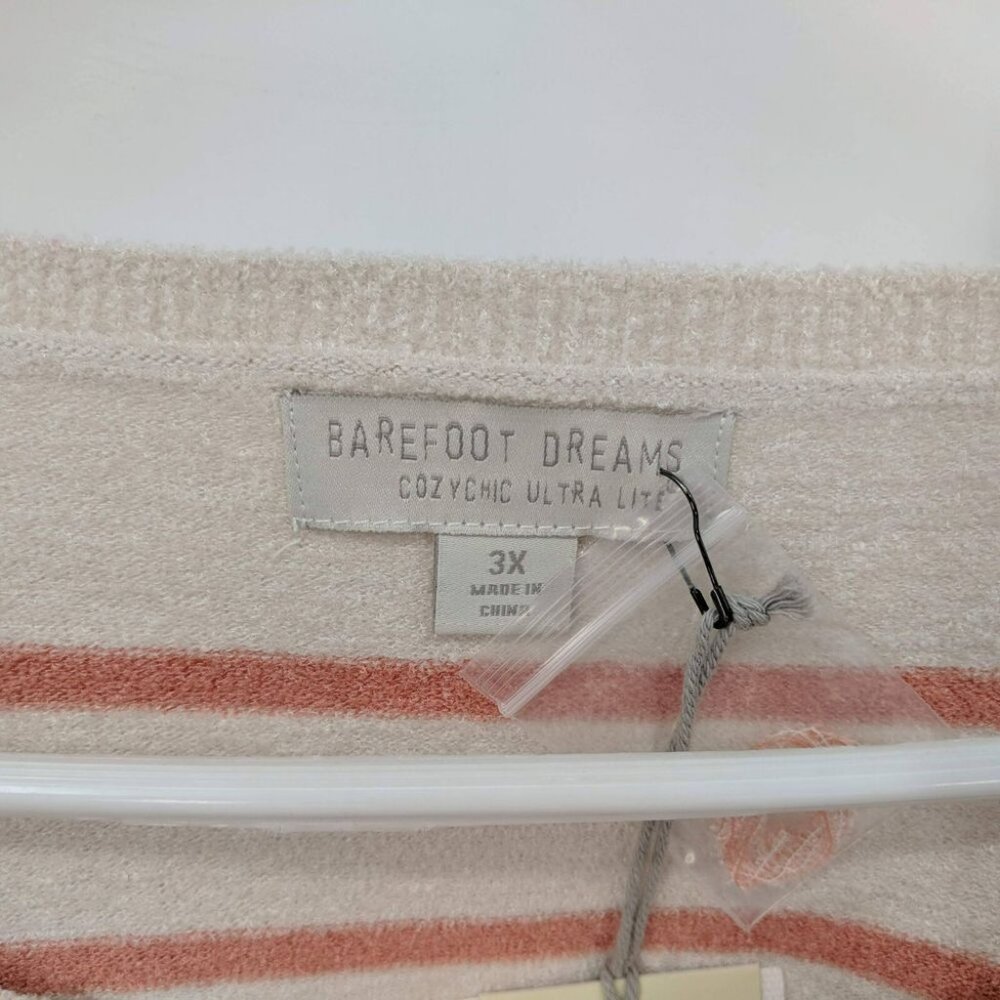 BAREFOOT DREAMS
COZYCHIC ULTRA LITE
3X
MADE IN
CHINA